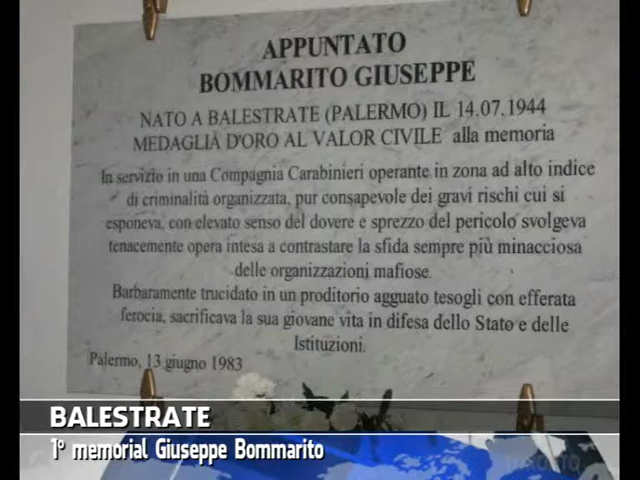 APPUNTATO
BOMMARITO GIUSEPPE
NATO A BALESTRATE (PALERMO) IL 14.07.1944
MEDAGLIA D'ORO AL VALOR CIVILE alla memoria
In servizio in una Compagnia Carabinieri operante in zona ad alto indice
di criminalità organizzata, pur consapevole dei gravi rischi cui si
esponeva, con elevato senso del dovere e sprezzo del pericolo svolgeva
tenacemente opera intesa a contrastare la sfida sempre più minacciosa
delle organizzazioni mafiose.
Barbaramente trucidato in un proditorio agguato tesogli con efferata
ferocia, sacrificava la sua giovane vita in difesa dello Stato e delle
Istituzioni.
Palermo, 13 giugno 1983
BALESTRATE
1° memorial Giuseppe Bommarito